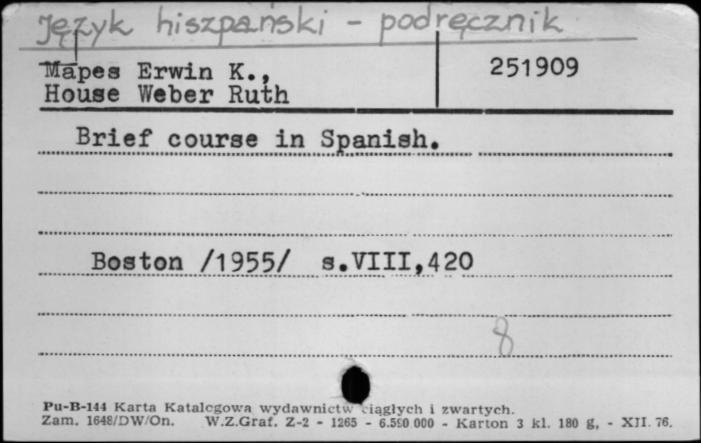 Język hiszpański - podręcznik
Mapes Erwin K.,
House Weber Ruth
251909
Brief course in Spanish.
Boston /1955/ s.VIII,420
8
Pu-B-144 Karta Katalogowa wydawnictw ciągłych i zwartych.
Zam. 1648/DW/On. W.Z.Graf. Z-2 - 1265 - 6.550 000 - Karton 3 kl. 180 g, - XII. 76.